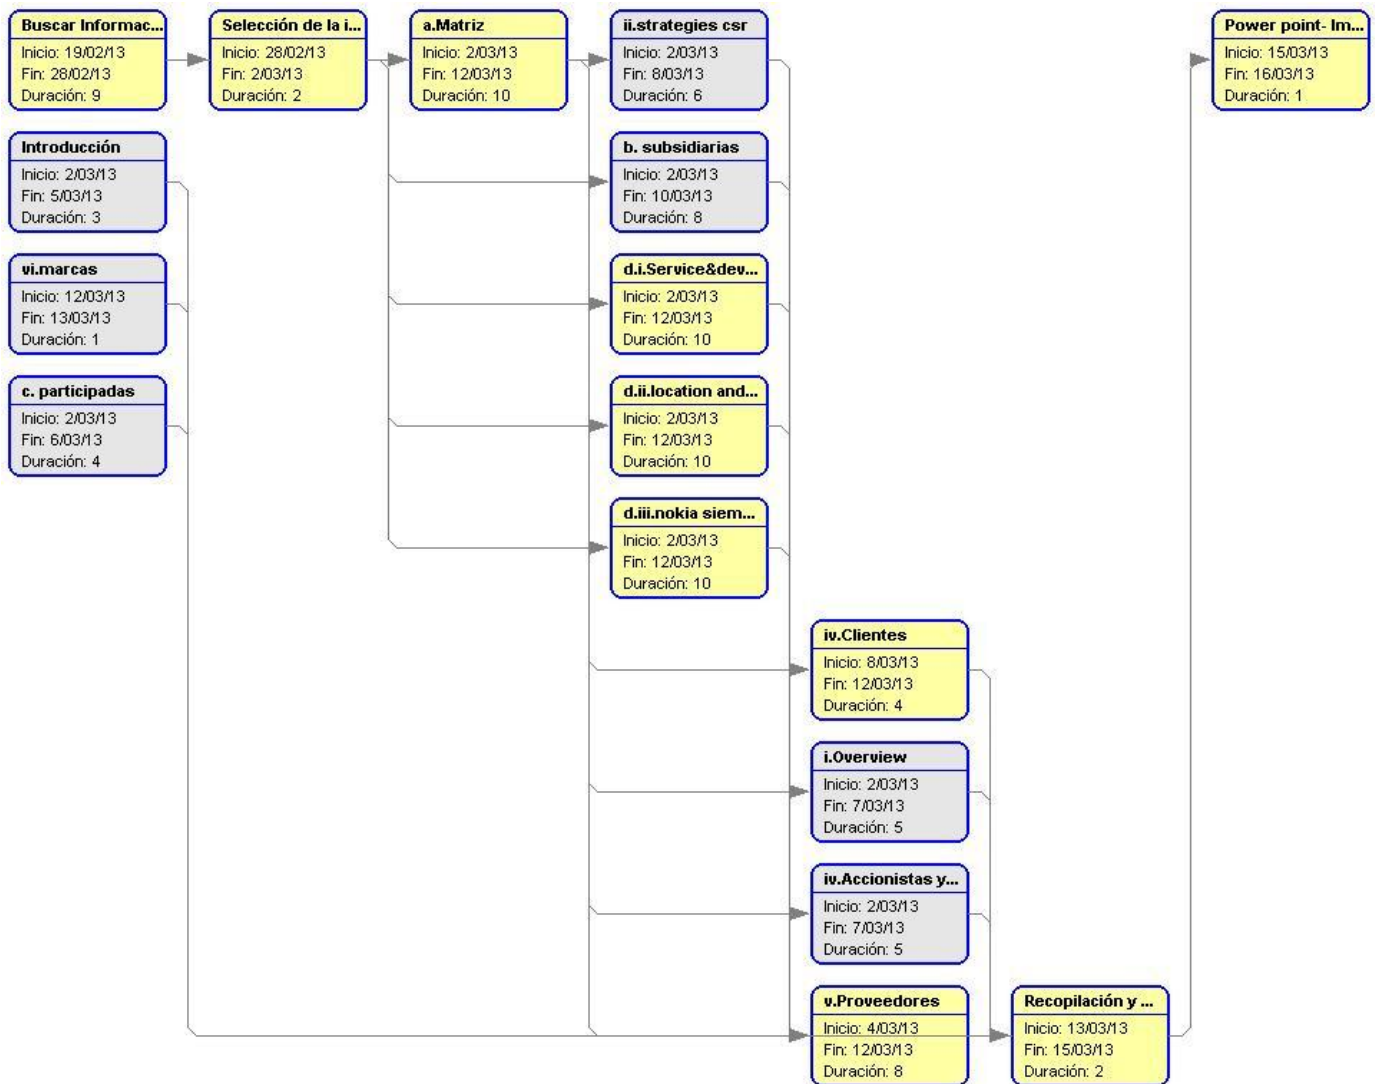 Buscar Informac...
Inicio: 19/02/13
Fin: 28/02/13
Duración: 9
Selección de la i...
Inicio: 28/02/13
Fin: 2/03/13
Duración: 2
a.Matriz
Inicio: 2/03/13
Fin: 12/03/13
Duración: 10
ii.strategies csr
Inicio: 2/03/13
Fin: 8/03/13
Duración: 6
Power point- Im...
Inicio: 15/03/13
Fin: 16/03/13
Duración: 1
Introducción
Inicio: 2/03/13
Fin: 5/03/13
Duración: 3
b. subsidiarias
Inicio: 2/03/13
Fin: 10/03/13
Duración: 8
vi.marcas
Inicio: 12/03/13
Fin: 13/03/13
Duración: 1
d.i.Service&dev...
Inicio: 2/03/13
Fin: 12/03/13
Duración: 10
c. participadas
Inicio: 2/03/13
Fin: 6/03/13
Duración: 4
d.ii.location and...
Inicio: 2/03/13
Fin: 12/03/13
Duración: 10
d.iii.nokia siem...
Inicio: 2/03/13
Fin: 12/03/13
Duración: 10
iv.Clientes
Inicio: 8/03/13
Fin: 12/03/13
Duración: 4
i.Overview
Inicio: 2/03/13
Fin: 7/03/13
Duración: 5
iv.Accionistas y...
Inicio: 2/03/13
Fin: 7/03/13
Duración: 5
v.Proveedores
Inicio: 4/03/13
Fin: 12/03/13
Duración: 8
Recopilación y ...
Inicio: 13/03/13
Fin: 15/03/13
Duración: 2